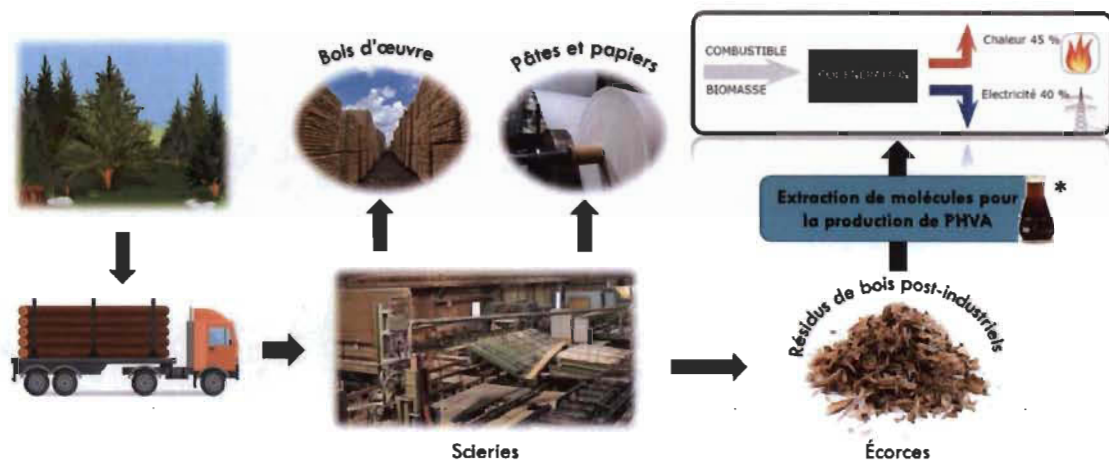 Bois d'œuvre
Pâtes et papiers
COMBUSTIBLE
BIOMASSE
COGENERATION
Chaleur 45 %
Electricité 40 %
Extraction de molécules pour
la production de PHVA
*
Résidus de bois post-industriels
Scieries
Écorces